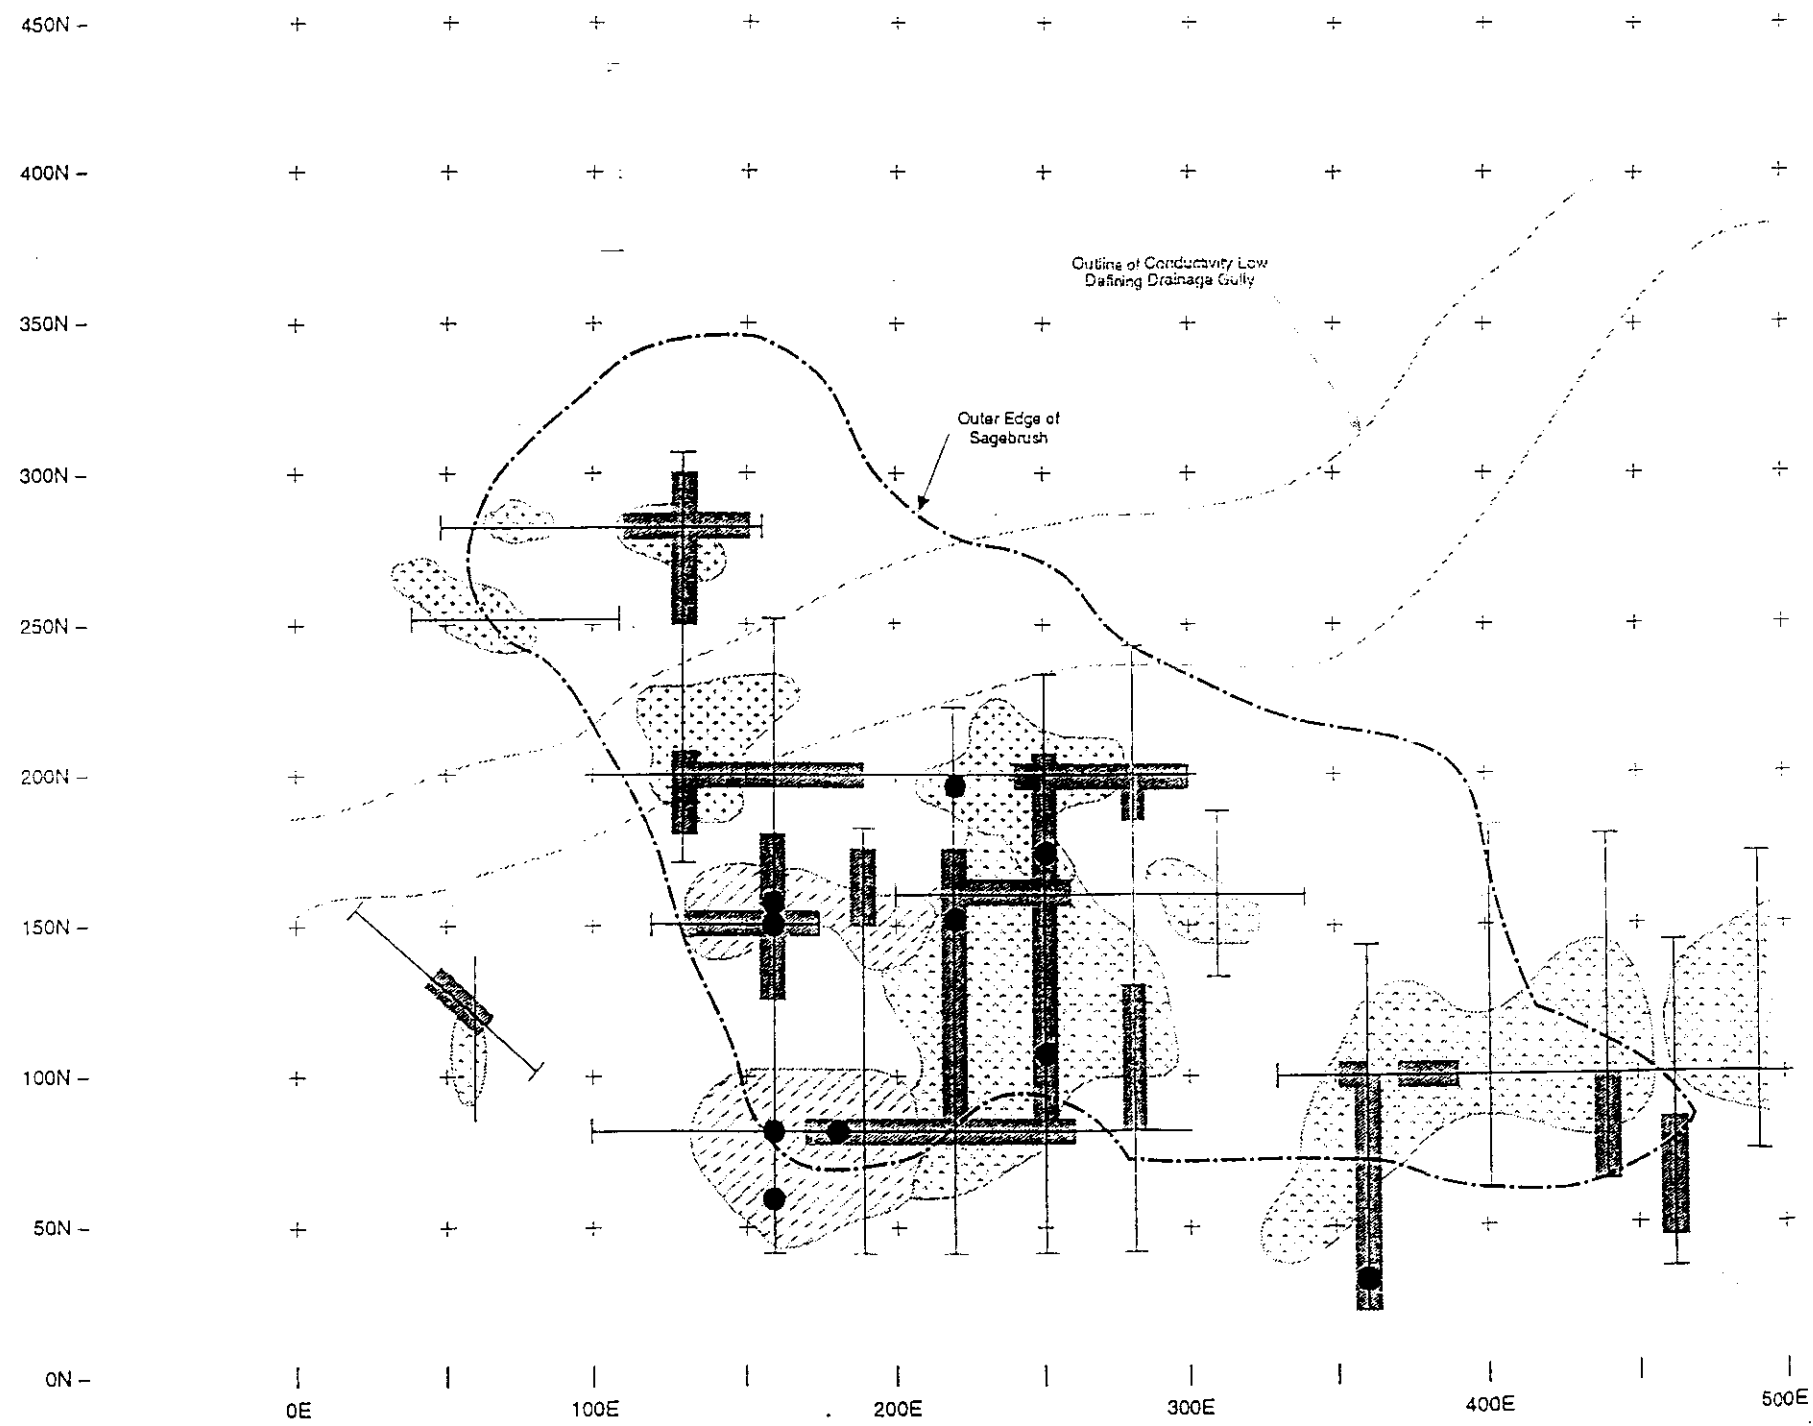 450N –
400N –
Outline of Conductivity Low
Defining Drainage Gully
350N –
Outer Edge of
Sagebrush
300N –
250N –
200N –
150N –
100N –
50N –
0N –
0E 100E 200E 300E 400E 500E